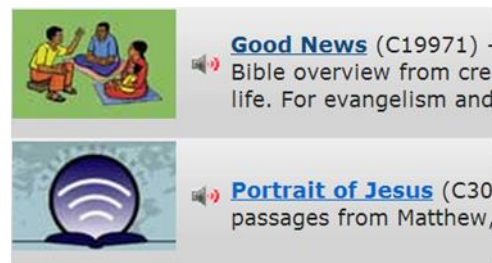 Good News (C19971) -
Bible overview from cre
life. For evangelism and
Portrait of Jesus (C30
passages from Matthew,